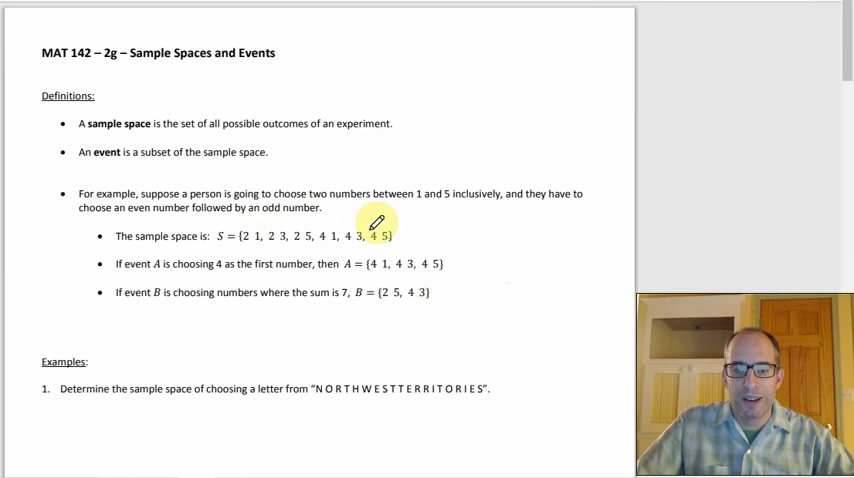 MAT 142 – 2g – Sample Spaces and Events
Definitions:
• A sample space is the set of all possible outcomes of an experiment.
• An event is a subset of the sample space.
• For example, suppose a person is going to choose two numbers between 1 and 5 inclusively, and they have to
choose an even number followed by an odd number.
• The sample space is: S = {2 1, 2 3, 2 5, 4 1, 4 3, 4 5}
• If event A is choosing 4 as the first number, then A = {4 1, 4 3, 4 5}
• If event B is choosing numbers where the sum is 7, B = {2 5, 4 3}
Examples:
1. Determine the sample space of choosing a letter from “N O R T H W E S T T E R R I T O R I E S”.